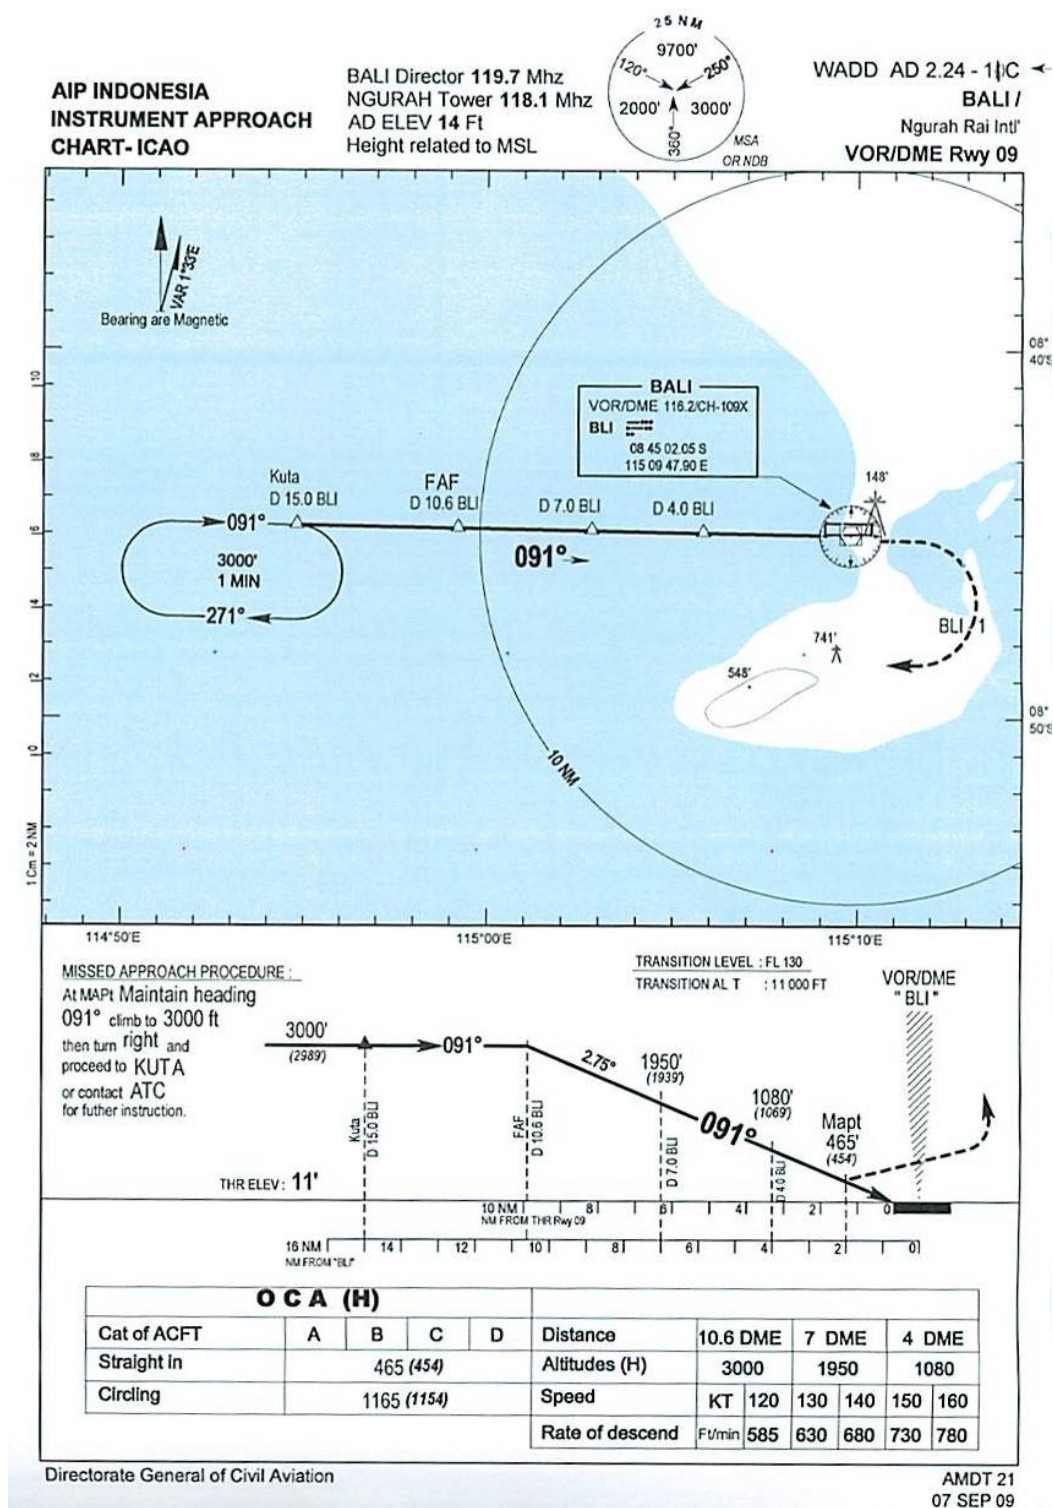 AIP INDONESIA
INSTRUMENT APPROACH
CHART- ICAO
BALI Director 119.7 Mhz
NGURAH Tower 118.1 Mhz
AD ELEV 14 Ft
Height related to MSL
25 NM
9700'
120°
250°
2000'
3000'
360°
MSA
OR NDB
BALI /
Ngurah Rai Intl'
VOR/DME Rwy 09
VAR 1°33'E
Bearing are Magnetic
08°
40'S
BALI
VOR/DME 116.2/CH-109X
BLI
08 45 02.05 S
115 09 47.90 E
148'
Kuta
D 15.0 BLI
FAF
D 10.6 BLI
D 7.0 BLI
D 4.0 BLI
091°
091°
3000'
1 MIN
271°
BLI -1
741'
548'
08°
50'S
10 NM
10
8
6
4
2
0
1 Cm = 2 NM
114°50'E
115°00'E
115°10'E
MISSED APPROACH PROCEDURE :
At MAPt Maintain heading
091° climb to 3000 ft
then turn right and
proceed to KUTA
or contact ATC
for futher instruction.
TRANSITION LEVEL : FL 130
TRANSITION AL T : 11 000 FT
VOR/DME
" BLI "
3000'
(2989')
091°
2.75°
1950'
(1939')
1080'
(1069')
091°
Mapt
465'
(454')
Kuta
D 15.0 BLI
FAF
D 10.6 BLI
D 7.0 BLI
D 4.0 BLI
THR ELEV : 11'
10 NM 8 6 4 2 0
NM FROM THR Rwy 09
16 NM 14 12 10 8 6 4 2 0
NM FROM "BLI"
O C A (H)
Cat of ACFT A B C D Distance 10.6 DME 7 DME 4 DME
Straight in 465 (454) Altitudes (H) 3000 1950 1080
Circling 1165 (1154) Speed KT 120 130 140 150 160
Rate of descend Ft/min 585 630 680 730 780
Directorate General of Civil Aviation
AMDT 21
07 SEP 09